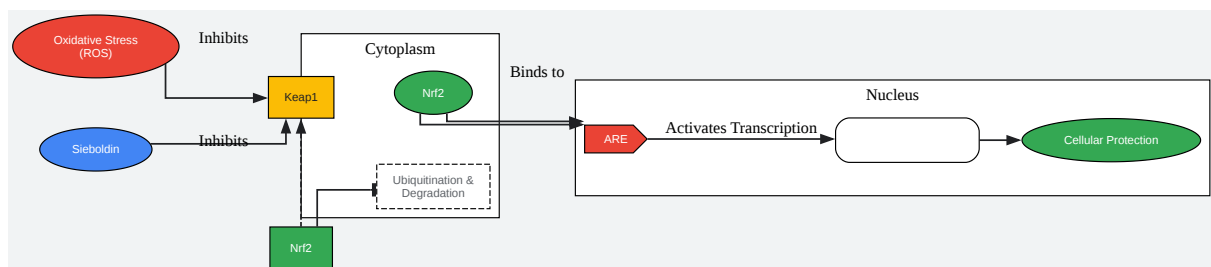 Oxidative Stress
(ROS)
Inhibits
Cytoplasm
Keap1
Nrf2
Binds to
Nucleus
Sieboldin
Inhibits
ARE
Activates Transcription
Cellular Protection
Ubiquitination &
Degradation
Nrf2